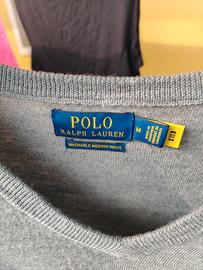 POLO
RALPH LAUREN
WASHABLE MERINO WOOL
M